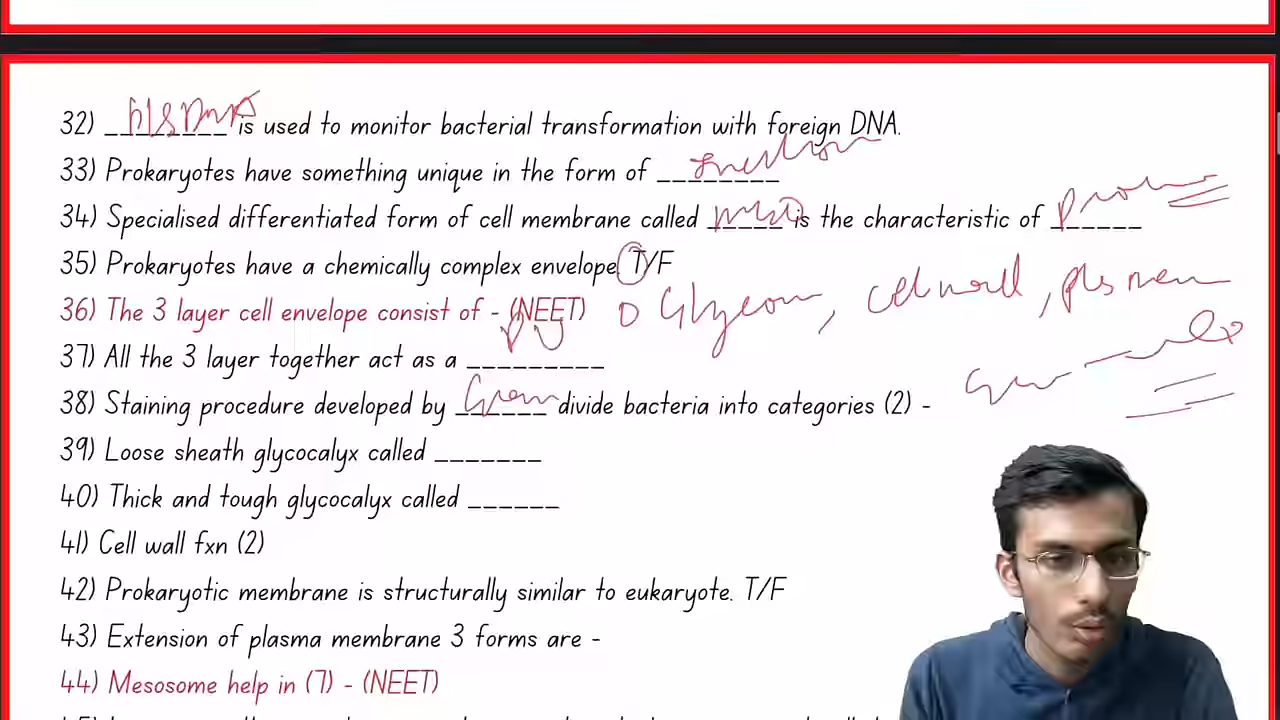 32) ________ is used to monitor bacterial transformation with foreign DNA.
33) Prokaryotes have something unique in the form of ________
34) Specialised differentiated form of cell membrane called _____ is the characteristic of ______
35) Prokaryotes have a chemically complex envelope. T/F
36) The 3 layer cell envelope consist of - (NEET) cell wall,
37) All the 3 layer together act as a _________
38) Staining procedure developed by Gram divide bacteria into categories (2) -
39) Loose sheath glycocalyx called _______
40) Thick and tough glycocalyx called ______
41) Cell wall fxn (2)
42) Prokaryotic membrane is structurally similar to eukaryote. T/F
43) Extension of plasma membrane 3 forms are -
44) Mesosome help in (7) - (NEET)